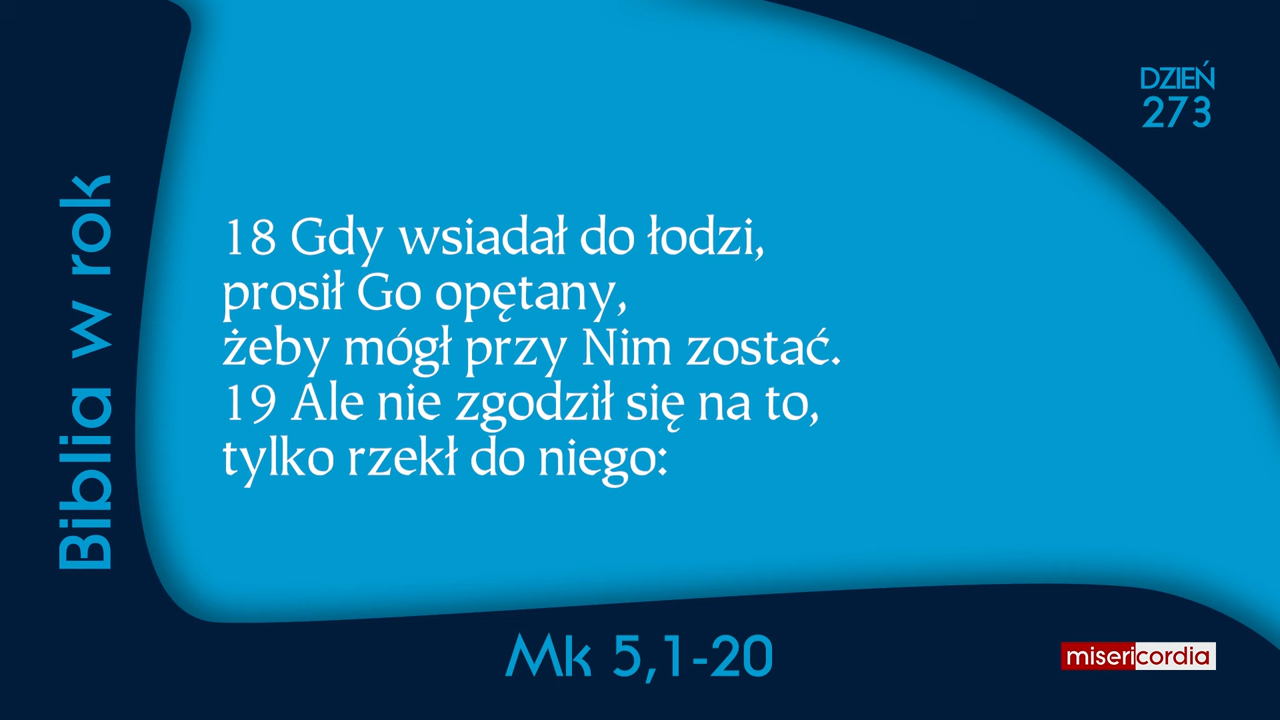 DZIEŃ
273
Biblia w rok
18 Gdy wsiadał do łodzi,
prosił Go opętany,
żeby mógł przy Nim zostać.
19 Ale nie zgodził się na to,
tylko rzekł do niego:
Mk 5,1-20
misericordia